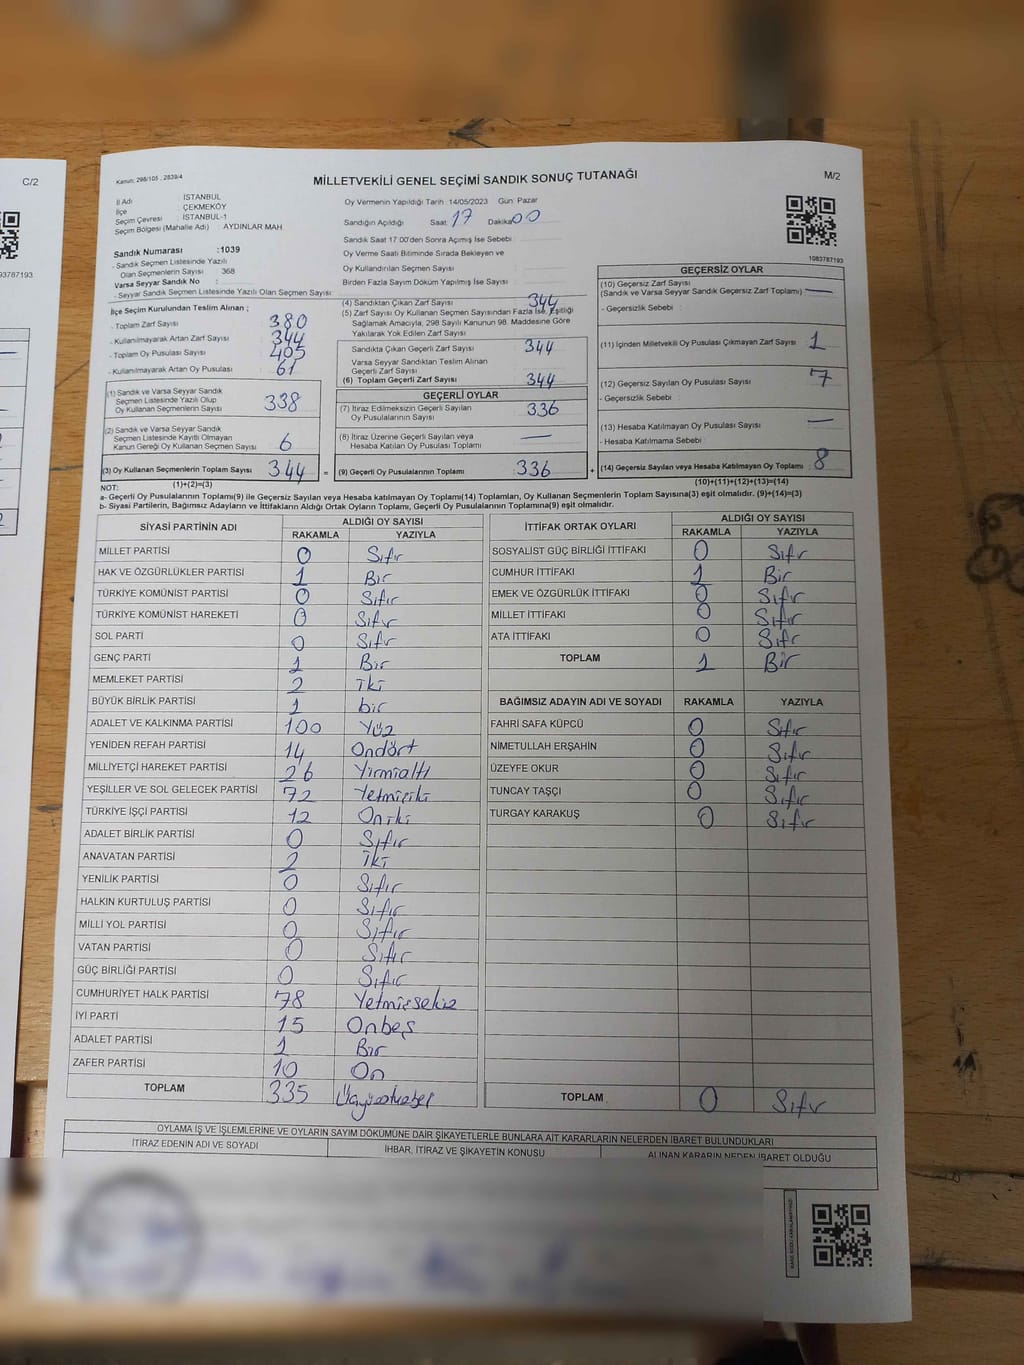 C/2
93787193
Kanun: 298/105 , 2839/4
MİLLETVEKİLİ GENEL SEÇİMİ SANDIK SONUÇ TUTANAĞI
M/2
İl Adı : İSTANBUL
İlçe : ÇEKMEKÖY
Seçim Çevresi : İSTANBUL-1
Seçim Bölgesi (Mahalle Adı) : AYDINLAR MAH.
Oy Vermenin Yapıldığı Tarih :14/05/2023 Gün: Pazar
Sandığın Açıldığı Saat: 17 Dakika: 00
Sandık Saat 17.00'den Sonra Açılmış İse Sebebi :
Oy Verme Saati Bitiminde Sırada Bekleyen ve
Oy Kullandırılan Seçmen Sayısı :
Birden Fazla Sayım Döküm Yapılmış İse Sayısı :
1083787193
Sandık Numarası :1039
- Sandık Seçmen Listesinde Yazılı
Olan Seçmenlerin Sayısı : 368
Varsa Seyyar Sandık No :
- Seyyar Sandık Seçmen Listesinde Yazılı Olan Seçmen Sayısı:
İlçe Seçim Kurulundan Teslim Alınan ;
- Toplam Zarf Sayısı : 380
- Kullanılmayarak Artan Zarf Sayısı : 344
- Toplam Oy Pusulası Sayısı : 405
- Kullanılmayarak Artan Oy Pusulası : 61
(1) Sandık ve Varsa Seyyar Sandık
Seçmen Listesinde Yazılı Olup
Oy Kullanan Seçmenlerin Sayısı 338
(2) Sandık ve Varsa Seyyar Sandık
Seçmen Listesinde Kayıtlı Olmayan
Kanun Gereği Oy Kullanan Seçmen Sayısı 6
(3) Oy Kullanan Seçmenlerin Toplam Sayısı 344 =
(4) Sandıktan Çıkan Zarf Sayısı 344
(5) Zarf Sayısı Oy Kullanan Seçmen Sayısından Fazla İse, Eşitliği
Sağlamak Amacıyla, 298 Sayılı Kanunun 98. Maddesine Göre
Yakılarak Yok Edilen Zarf Sayısı
Sandıkta Çıkan Geçerli Zarf Sayısı 344
Varsa Seyyar Sandıktan Teslim Alınan
Geçerli Zarf Sayısı
(6) Toplam Geçerli Zarf Sayısı 344
GEÇERLİ OYLAR
(7) İtiraz Edilmeksizin Geçerli Sayılan
Oy Pusulalarının Sayısı 336
(8) İtiraz Üzerine Geçerli Sayılan veya
Hesaba Katılan Oy Pusulası Toplamı —
(9) Geçerli Oy Pusulalarının Toplamı 336 +
GEÇERSİZ OYLAR
(10) Geçersiz Zarf Sayısı
(Sandık ve Varsa Seyyar Sandık Geçersiz Zarf Toplamı) —
- Geçersizlik Sebebi :
(11) İçinden Milletvekili Oy Pusulası Çıkmayan Zarf Sayısı 1
(12) Geçersiz Sayılan Oy Pusulası Sayısı 7
- Geçersizlik Sebebi :
(13) Hesaba Katılmayan Oy Pusulası Sayısı —
- Hesaba Katılmama Sebebi :
(14) Geçersiz Sayılan veya Hesaba Katılmayan Oy Toplamı 8
NOT: (1)+(2)=(3) (10)+(11)+(12)+(13)=(14)
a- Geçerli Oy Pusulalarının Toplamı(9) ile Geçersiz Sayılan veya Hesaba katılmayan Oy Toplamı(14) Toplamları, Oy Kullanan Seçmenlerin Toplam Sayısına(3) eşit olmalıdır. (9)+(14)=(3)
b- Siyasi Partilerin, Bağımsız Adayların ve İttifakların Aldığı Ortak Oyların Toplamı, Geçerli Oy Pusulalarının Toplamına(9) eşit olmalıdır.
SİYASİ PARTİNİN ADI ALDIĞI OY SAYISI
RAKAMLA YAZIYLA
MİLLET PARTİSİ 0 Sıfır
HAK VE ÖZGÜRLÜKLER PARTİSİ 1 Bir
TÜRKİYE KOMÜNİST PARTİSİ 0 Sıfır
TÜRKİYE KOMÜNİST HAREKETİ 0 Sıfır
SOL PARTİ 0 Sıfır
GENÇ PARTİ 1 Bir
MEMLEKET PARTİSİ 2 iki
BÜYÜK BİRLİK PARTİSİ 1 bir
ADALET VE KALKINMA PARTİSİ 100 Yüz
YENİDEN REFAH PARTİSİ 14 Ondört
MİLLİYETÇİ HAREKET PARTİSİ 26 Yirmialtı
YEŞİLLER VE SOL GELECEK PARTİSİ 72 Yetmişiki
TÜRKİYE İŞÇİ PARTİSİ 12 Oniki
ADALET BİRLİK PARTİSİ 0 Sıfır
ANAVATAN PARTİSİ 2 İki
YENİLİK PARTİSİ 0 Sıfır
HALKIN KURTULUŞ PARTİSİ 0 Sıfır
MİLLİ YOL PARTİSİ 0 Sıfır
VATAN PARTİSİ 0 Sıfır
GÜÇ BİRLİĞİ PARTİSİ 0 Sıfır
CUMHURİYET HALK PARTİSİ 78 Yetmişsekiz
İYİ PARTİ 15 Onbeş
ADALET PARTİSİ 1 Bir
ZAFER PARTİSİ 10 On
TOPLAM 335 Üçyüzotuzbeş
İTTİFAK ORTAK OYLARI ALDIĞI OY SAYISI
RAKAMLA YAZIYLA
SOSYALİST GÜÇ BİRLİĞİ İTTİFAKI 0 Sıfır
CUMHUR İTTİFAKI 1 Bir
EMEK VE ÖZGÜRLÜK İTTİFAKI 0 Sıfır
MİLLET İTTİFAKI 0 Sıfır
ATA İTTİFAKI 0 Sıfır
TOPLAM 1 Bir
BAĞIMSIZ ADAYIN ADI VE SOYADI RAKAMLA YAZIYLA
FAHRİ SAFA KÜPCÜ 0 Sıfır
NİMETULLAH ERŞAHİN 0 Sıfır
ÜZEYFE OKUR 0 Sıfır
TUNCAY TAŞÇI 0 Sıfır
TURGAY KARAKUŞ 0 Sıfır
TOPLAM 0 Sıfır
OYLAMA İŞ VE İŞLEMLERİNE VE OYLARIN SAYIM DÖKÜMÜNE DAİR ŞİKAYETLERLE BUNLARA AİT KARARLARIN NELERDEN İBARET BULUNDUKLARI
İTİRAZ EDENİN ADI VE SOYADI İHBAR, İTİRAZ VE ŞİKAYETİN KONUSU ALINAN KARARIN NEDEN İBARET OLDUĞU